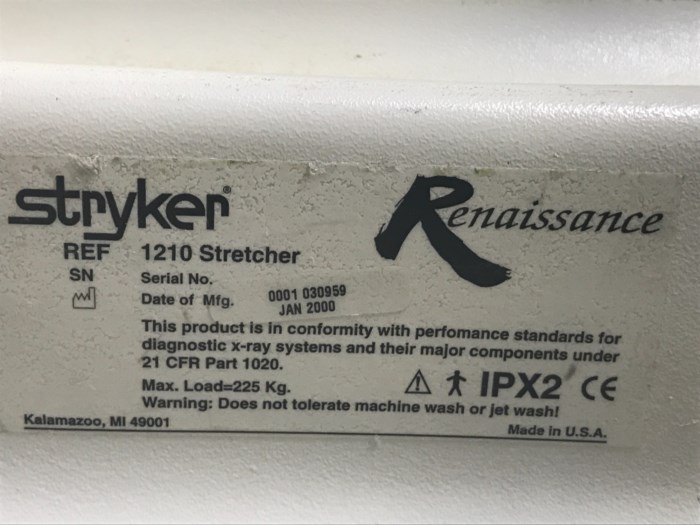 stryker® Renaissance
REF 1210 Stretcher
SN Serial No. 0001 030959
Date of Mfg. JAN 2000
This product is in conformity with perfomance standards for
diagnostic x-ray systems and their major components under
21 CFR Part 1020.
Max. Load=225 Kg. IPX2 CE
Warning: Does not tolerate machine wash or jet wash!
Kalamazoo, MI 49001 Made in U.S.A.